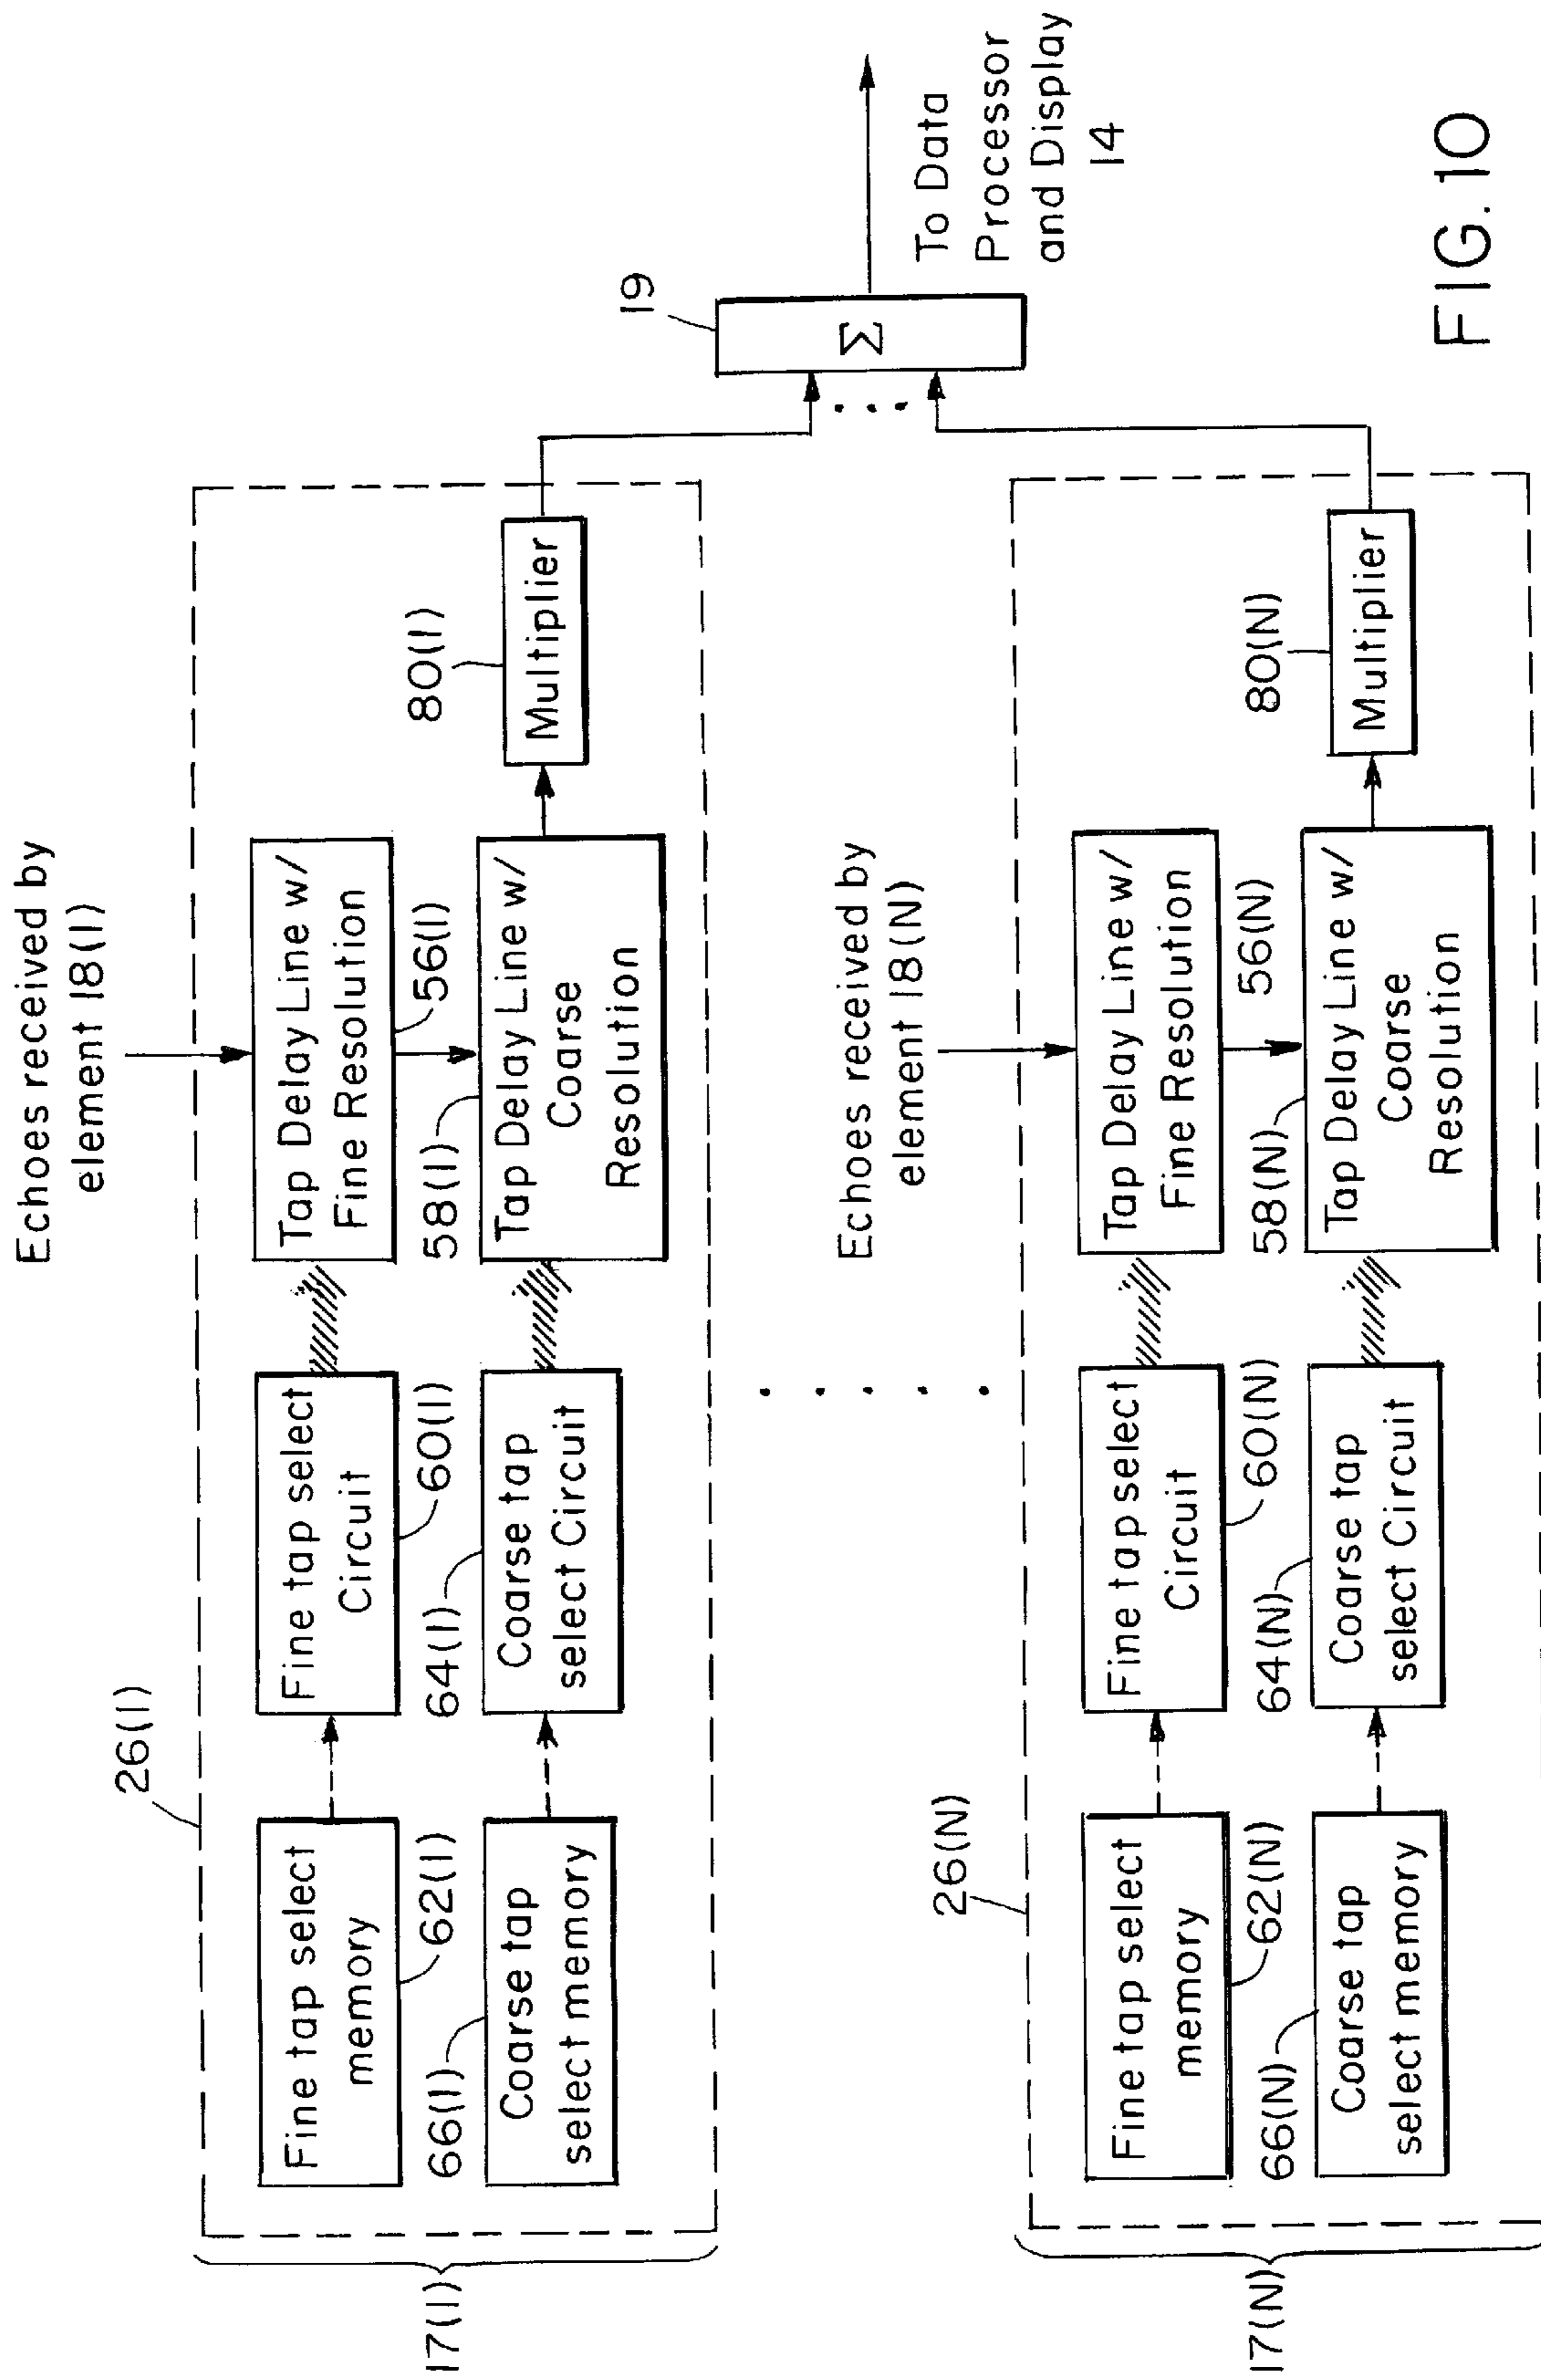 Echoes received by
element 18(1)
26(1)
Fine tap select
memory
62(1)
Fine tap select
Circuit
60(1)
Tap Delay Line w/
Fine Resolution
56(1)
66(1)
Coarse tap
select memory
64(1)
Coarse tap
select Circuit
58(1)
Tap Delay Line w/
Coarse
Resolution
80(1)
Multiplier
17(1)
19
Σ
To Data
Processor
and Display
14
Echoes received by
element 18(N)
26(N)
Fine tap select
memory
62(N)
Fine tap select
Circuit
60(N)
Tap Delay Line w/
Fine Resolution
56(N)
66(N)
Coarse tap
select memory
64(N)
Coarse tap
select Circuit
58(N)
Tap Delay Line w/
Coarse
Resolution
80(N)
Multiplier
17(N)
FIG. 10